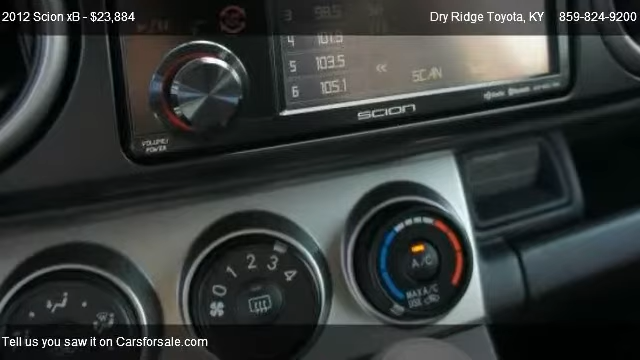 2012 Scion xB - $23,884
Dry Ridge Toyota, KY 859-824-9200
3 98.5
4 101.5
5 103.5
6 105.1
SCAN
SCION
VOLUME/
POWER
0 1 2 3 4
A/C
MAX A/C
USE
Tell us you saw it on Carsforsale.com